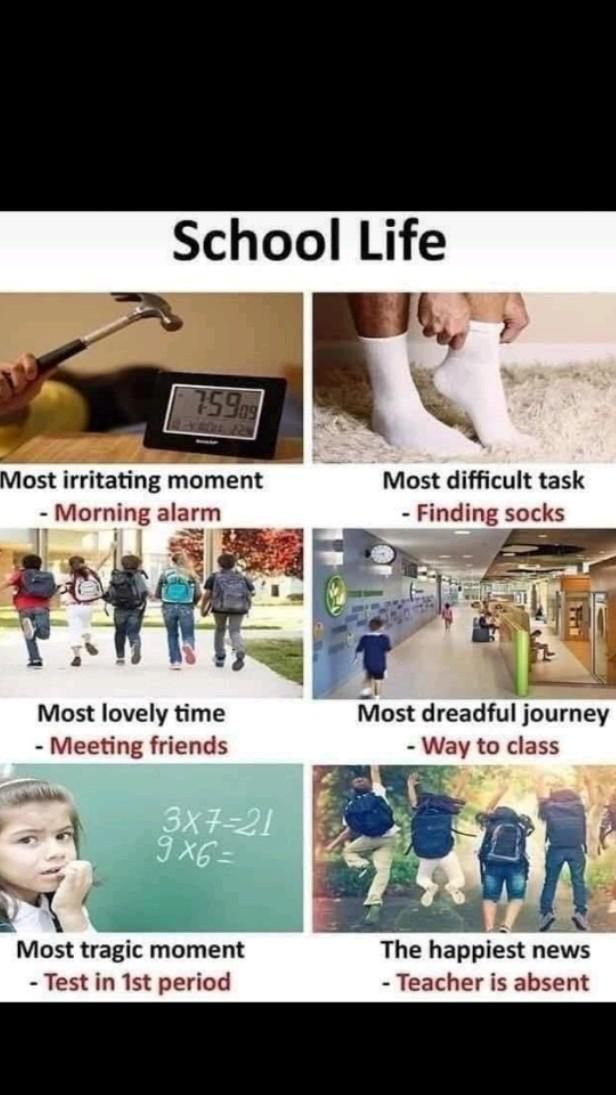 School Life
7:59 09
SHARP
Most irritating moment
- Morning alarm
Most difficult task
- Finding socks
Most lovely time
- Meeting friends
Most dreadful journey
- Way to class
3x7=21
9x6=
Most tragic moment
- Test in 1st period
The happiest news
- Teacher is absent